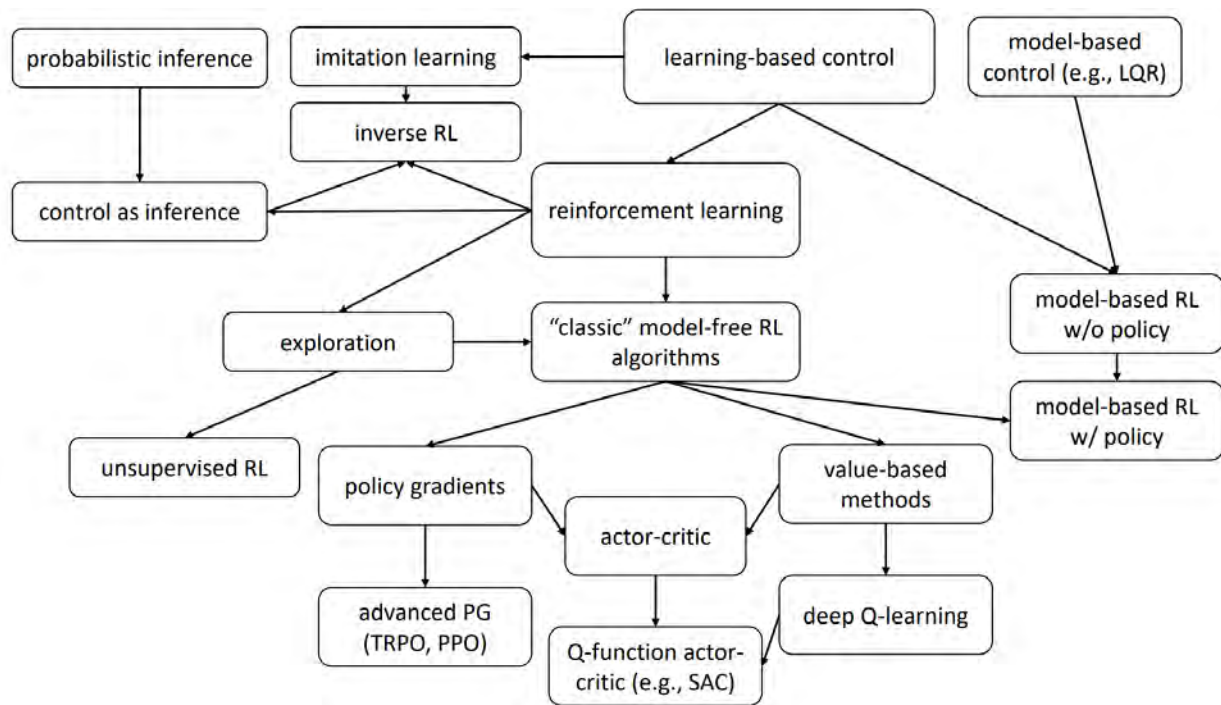 probabilistic inference
imitation learning
learning-based control
model-based
control (e.g., LQR)
inverse RL
control as inference
reinforcement learning
model-based RL
w/o policy
exploration
“classic” model-free RL
algorithms
model-based RL
w/ policy
unsupervised RL
policy gradients
value-based
methods
actor-critic
advanced PG
(TRPO, PPO)
deep Q-learning
Q-function actor-
critic (e.g., SAC)